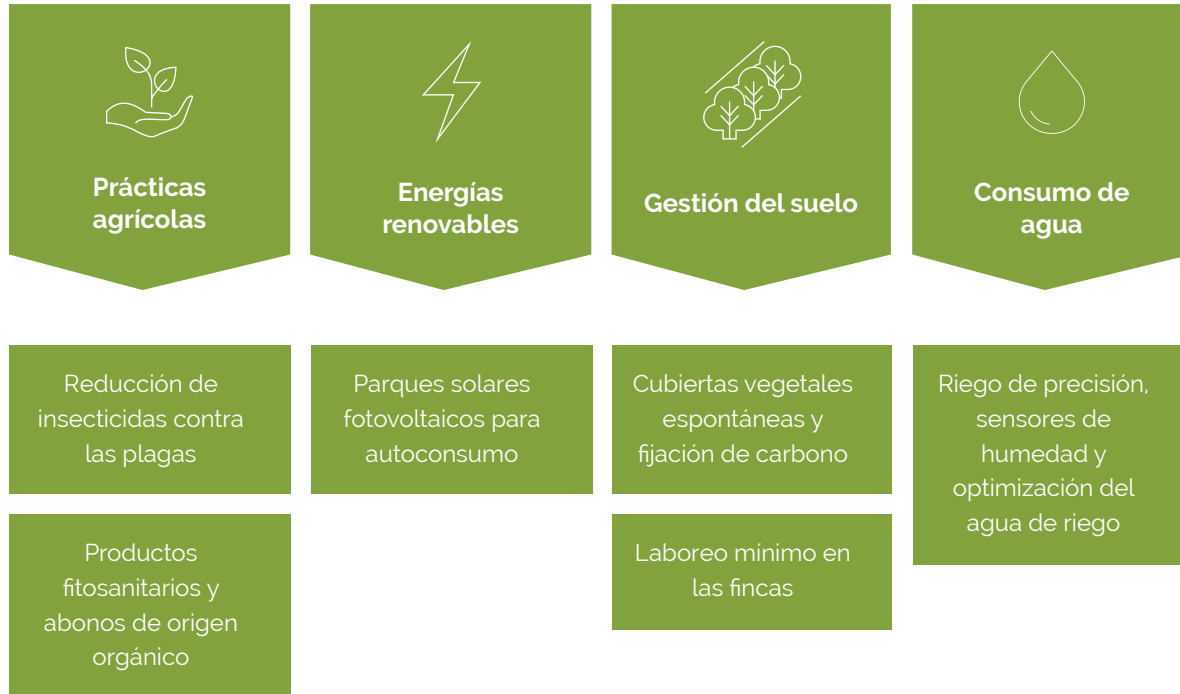 Prácticas
agrícolas
Energías
renovables
Gestión del suelo
Consumo de
agua
Reducción de
insecticidas contra
las plagas
Productos
fitosanitarios y
abonos de origen
orgánico
Parques solares
fotovoltaicos para
autoconsumo
Cubiertas vegetales
espontáneas y
fijación de carbono
Laboreo mínimo en
las fincas
Riego de precisión,
sensores de
humedad y
optimización del
agua de riego